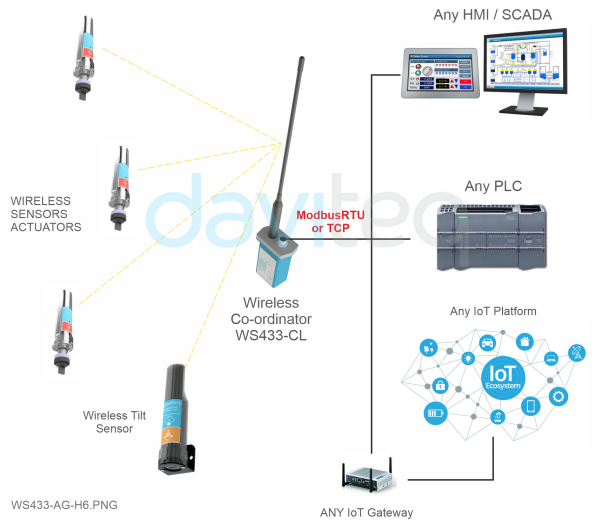 Any HMI / SCADA
Any PLC
WIRELESS
SENSORS
ACTUATORS
daviteq
ModbusRTU
or TCP
Wireless
Co-ordinator
WS433-CL
Any IoT Platform
IoT
Ecosystem
Wireless Tilt
Sensor
WS433-AG-H6.PNG
ANY IoT Gateway